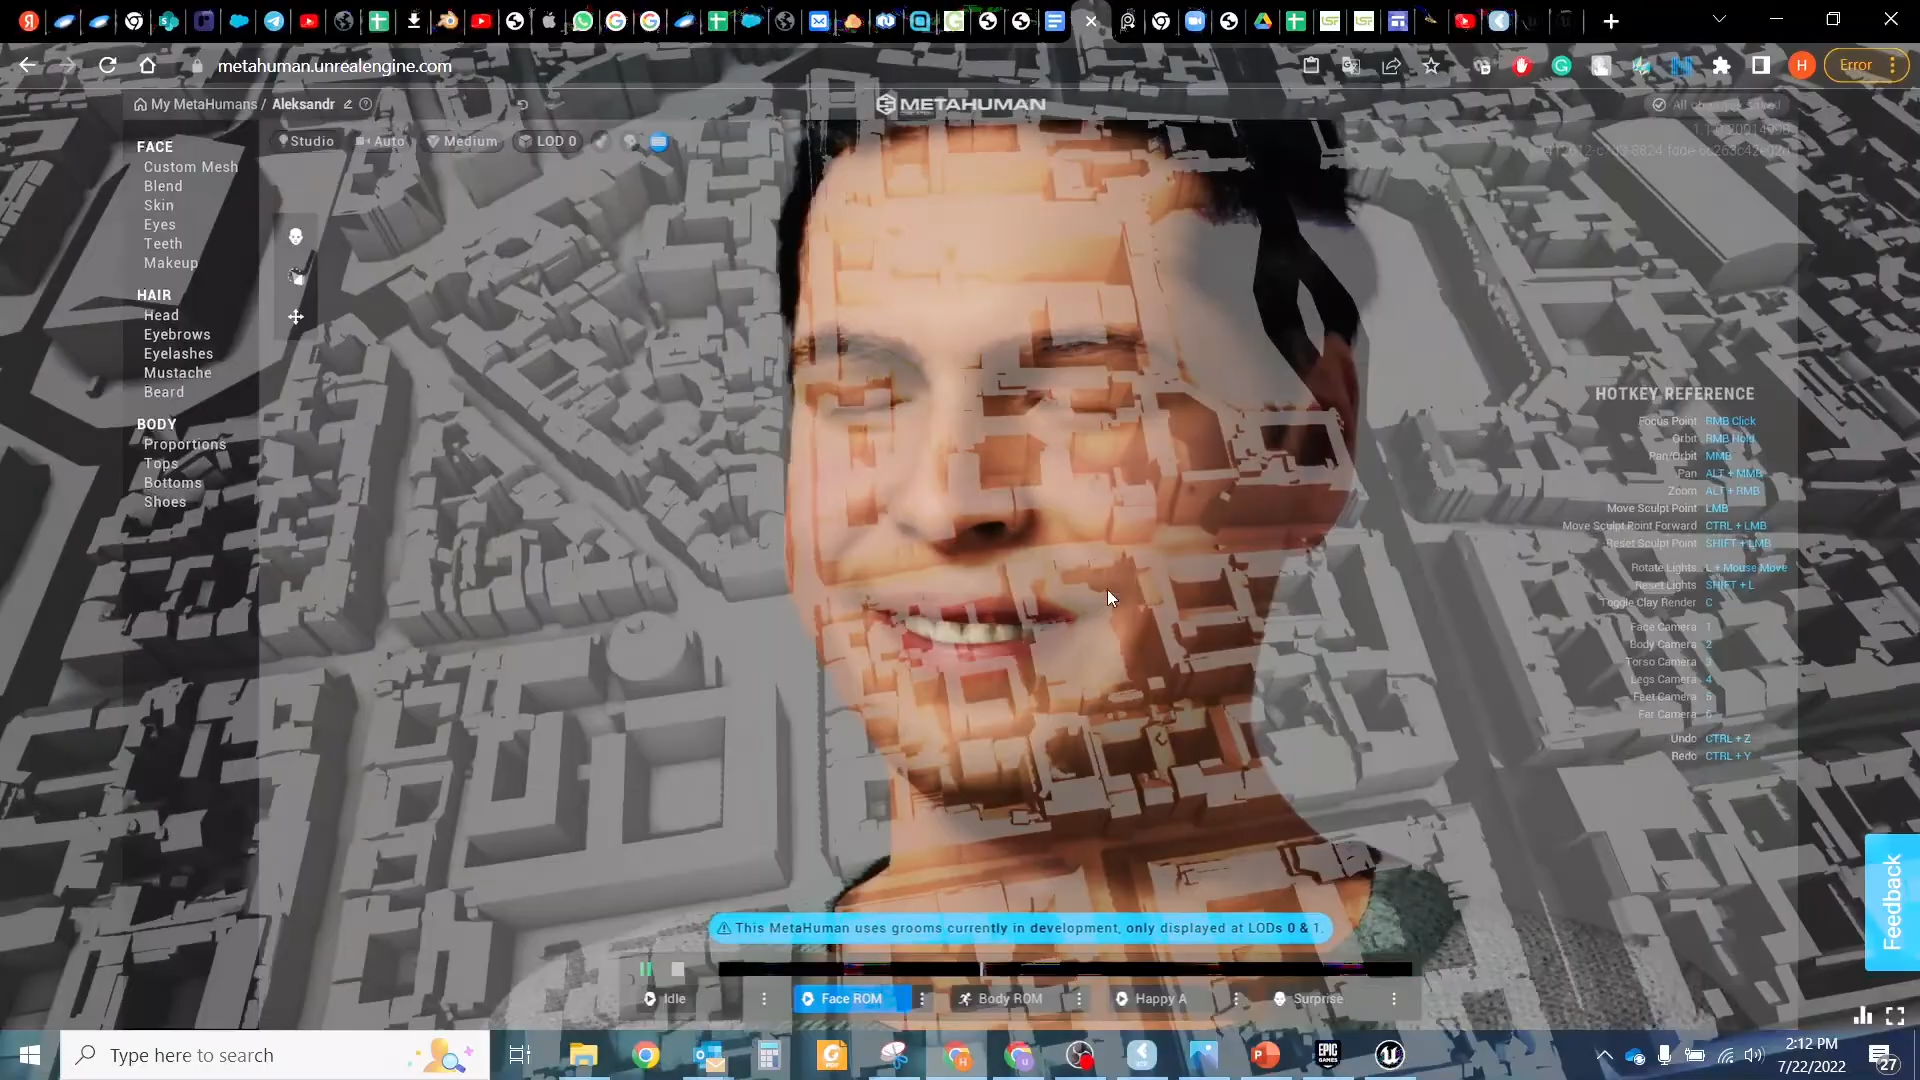 metahuman.unrealengine.com
Error
My MetaHumans / Aleksandr
METAHUMAN
Studio
Auto
Medium
LOD 0
FACE
Custom Mesh
Blend
Skin
Eyes
Teeth
Makeup
HAIR
Head
Eyebrows
Eyelashes
Mustache
Beard
BODY
Proportions
Tops
Bottoms
Shoes
HOTKEY REFERENCE
Focus Point RMB Click
Orbit RMB Hold
Pan/Orbit MMB
Pan ALT + MMB
Zoom ALT + RMB
Move Sculpt Point LMB
Move Sculpt Point Forward CTRL + LMB
Reset Sculpt Point SHIFT + LMB
Rotate Lights L + Mouse Move
Reset Lights SHIFT + L
Toggle Clay Render C
Face Camera 1
Body Camera 2
Torso Camera 3
Legs Camera 4
Feet Camera 5
Far Camera 6
Undo CTRL + Z
Redo CTRL + Y
Feedback
This MetaHuman uses grooms currently in development, only displayed at LODs 0 & 1.
Idle
Face ROM
Body ROM
Happy A
Surprise
Type here to search
EPIC GAMES
2:12 PM
7/22/2022
27